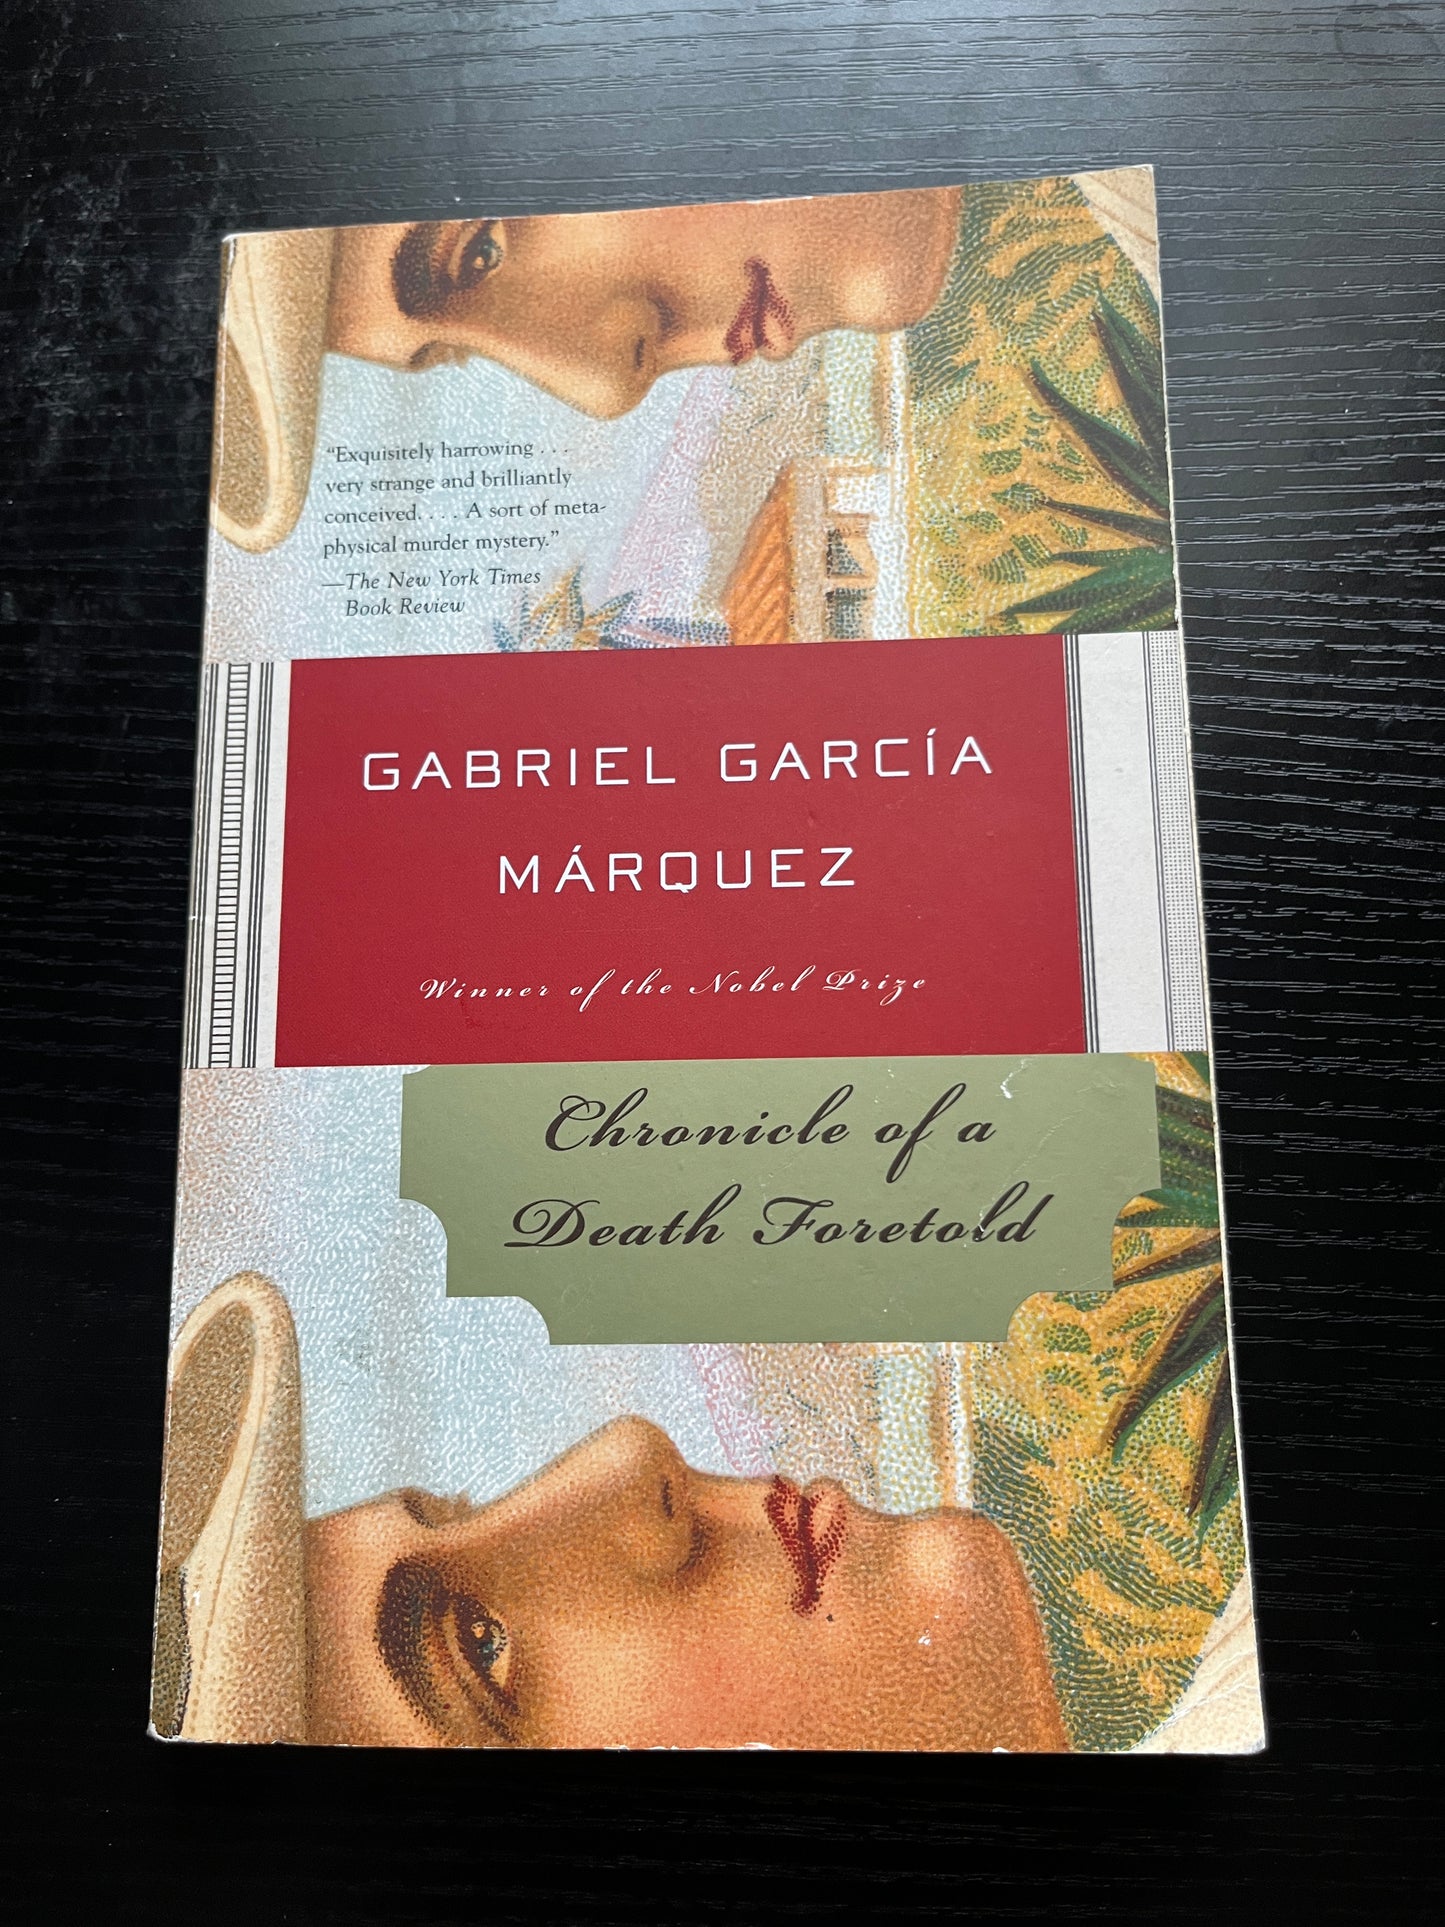 “Exquisitely harrowing . . .
very strange and brilliantly
conceived. . . . A sort of meta-
physical murder mystery.”
—The New York Times
Book Review
GABRIEL GARCÍA
MÁRQUEZ
Winner of the Nobel Prize
Chronicle of a
Death Foretold